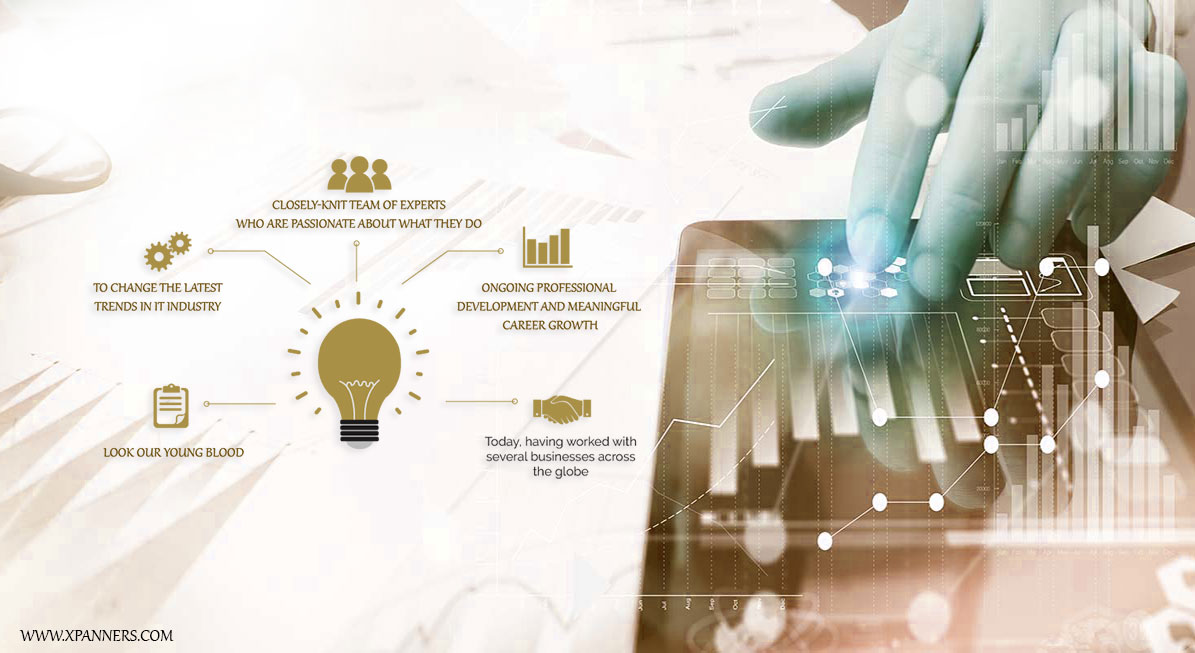 CLOSELY-KNIT TEAM OF EXPERTS
WHO ARE PASSIONATE ABOUT WHAT THEY DO
TO CHANGE THE LATEST
TRENDS IN IT INDUSTRY
ONGOING PROFESSIONAL
DEVELOPMENT AND MEANINGFUL
CAREER GROWTH
LOOK OUR YOUNG BLOOD
Today, having worked with
several businesses across
the globe
WWW.XPANNERS.COM